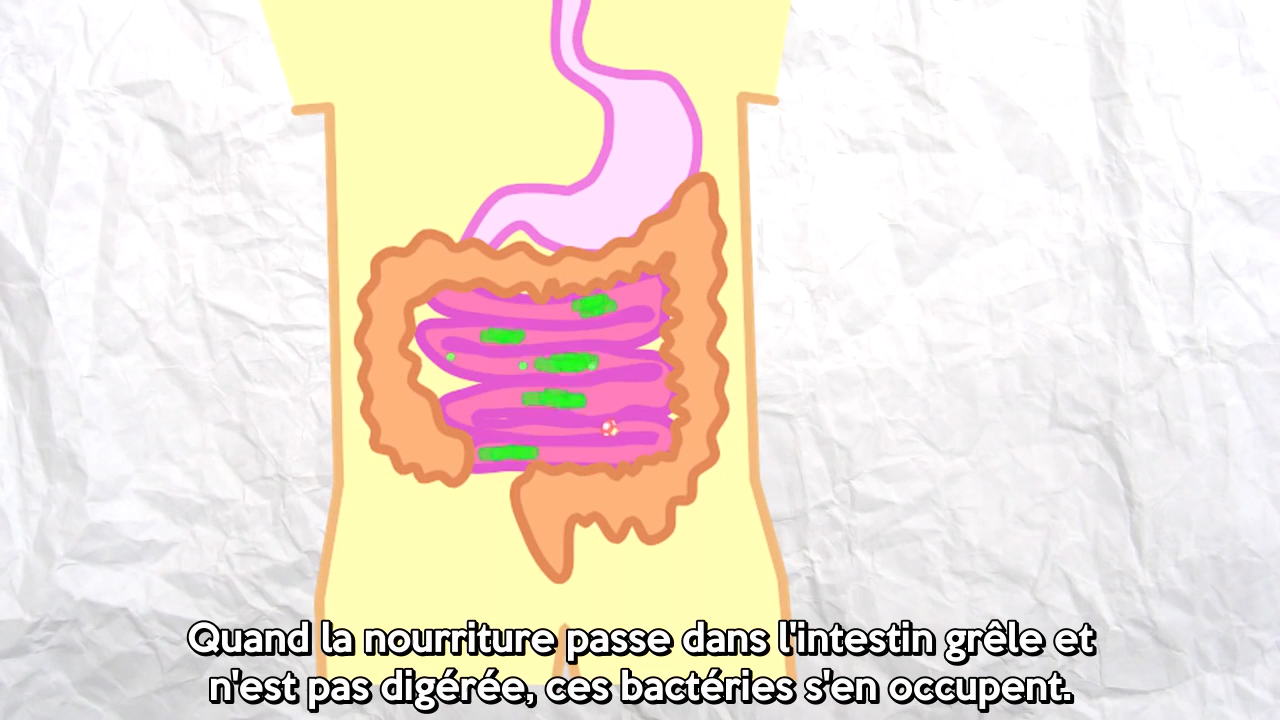 Quand la nourriture passe dans l'intestin grêle et
n'est pas digérée, ces bactéries s'en occupent.